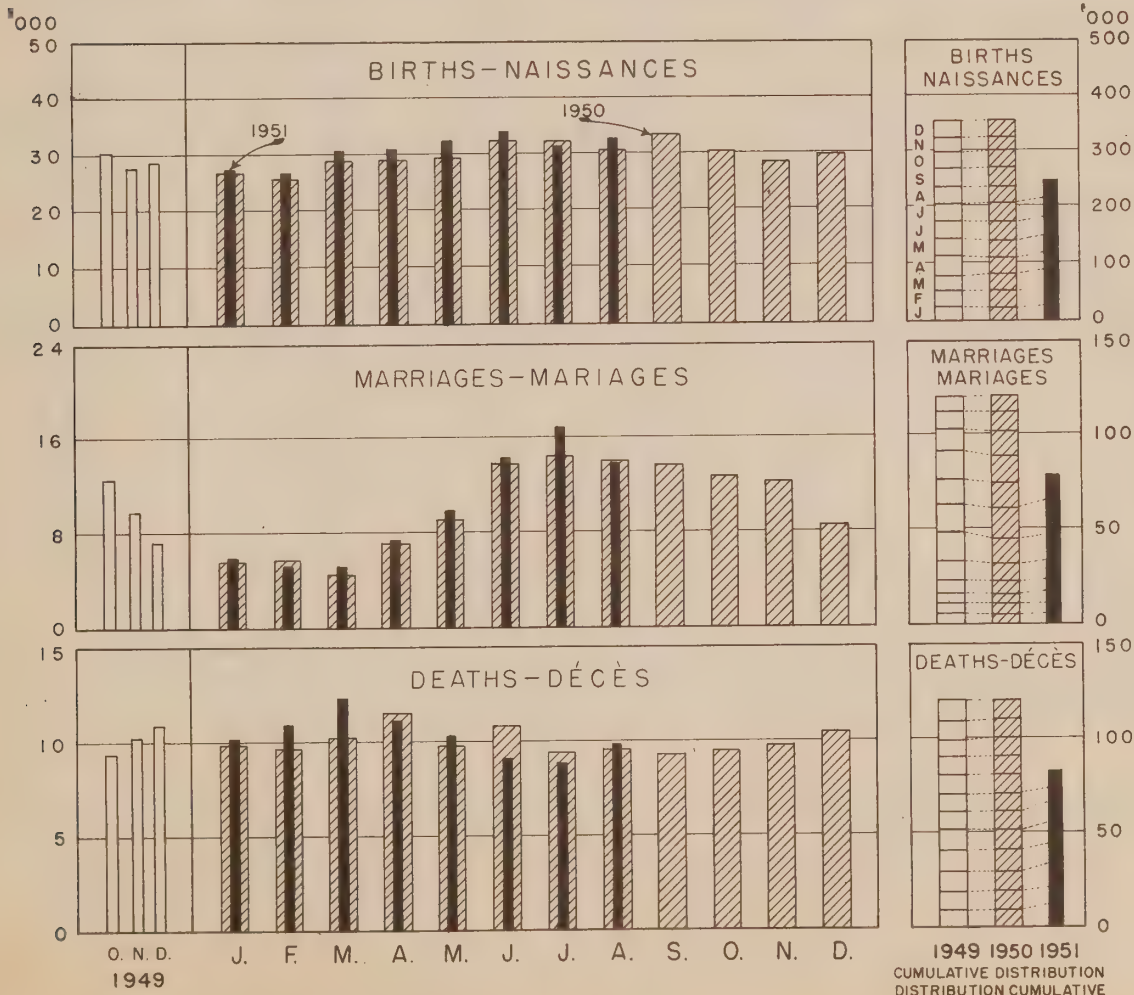 '000
50
40
30
20
10
0
BIRTHS-NAISSANCES
1951
1950
24
16
8
0
MARRIAGES-MARIAGES
15
10
5
0
DEATHS-DÉCÈS
O. N. D.
1949
J. F. M. A. M. J. J. A. S. O. N. D.
'000
500
400
300
200
100
0
BIRTHS
NAISSANCES
D
N
O
S
A
J
J
M
A
M
F
J
150
100
50
0
MARRIAGES
MARIAGES
150
100
50
0
DEATHS-DÉCÈS
1949 1950 1951
CUMULATIVE DISTRIBUTION
DISTRIBUTION CUMULATIVE